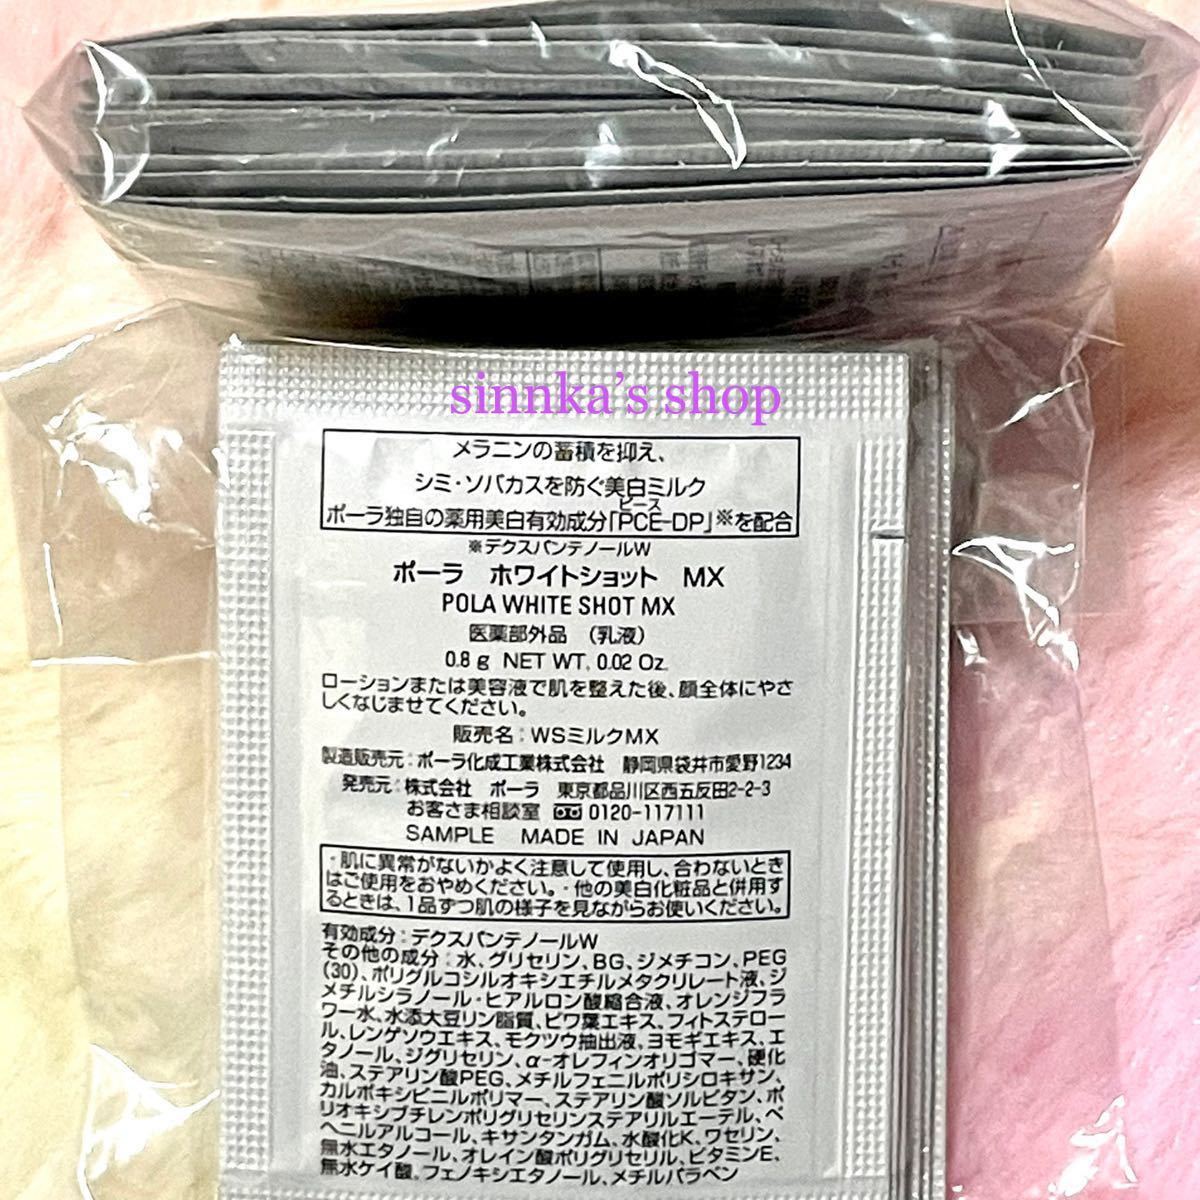 sinnka's shop
メラニンの蓄積を抑え、
シミ・ソバカスを防ぐ美白ミルク
ピース
ポーラ独自の薬用美白有効成分「PCE-DP」※を配合
※デクスパンテノールW
ポーラ ホワイトショット MX
POLA WHITE SHOT MX
医薬部外品 （乳液）
0.8 g NET WT. 0.02 Oz.
ローションまたは美容液で肌を整えた後、顔全体にやさ
しくなじませてください。
販売名：WSミルクMX
製造販売元：ポーラ化成工業株式会社 静岡県袋井市愛野1234
発売元：株式会社 ポーラ 東京都品川区西五反田2-2-3
お客さま相談室 0120-117111
SAMPLE MADE IN JAPAN
・肌に異常がないかよく注意して使用し、合わないとき
はご使用をおやめください。・他の美白化粧品と併用す
るときは、1品ずつ肌の様子を見ながらお使いください。
有効成分：デクスパンテノールW
その他の成分：水、グリセリン、BG、ジメチコン、PEG
(30)、ポリグルコシルオキシエチルメタクリレート液、ジ
メチルシラノール・ヒアルロン酸縮合液、オレンジフラ
ワー水、水添大豆リン脂質、ビワ葉エキス、フィトステロー
ル、レンゲソウエキス、モクツウ抽出液、ヨモギエキス、エ
タノール、ジグリセリン、α-オレフィンオリゴマー、硬化
油、ステアリン酸PEG、メチルフェニルポリシロキサン、
カルボキシビニルポリマー、ステアリン酸ソルビタン、ポ
リオキシブチレンポリグリセリンステアリルエーテル、ベ
ヘニルアルコール、キサンタンガム、水酸化K、ワセリン、
無水エタノール、オレイン酸ポリグリセリル、ビタミンE、
無水ケイ酸、フェノキシエタノール、メチルパラベン